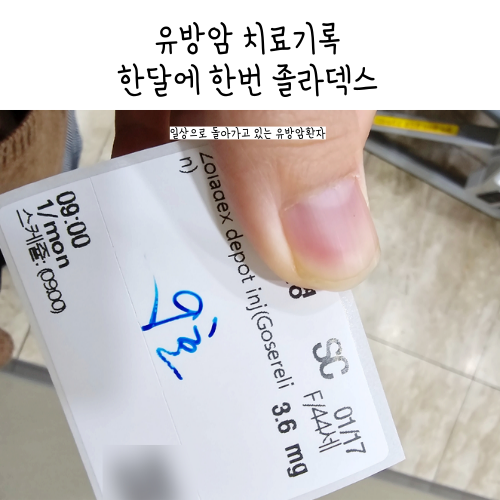 유방암 치료기록
한달에 한번 졸라덱스
일상으로 돌아가고 있는 유방암환자
01/17
F/44세
SC
Zoladex depot inj(Gosereli
n)
3.6 mg
09:00
1/mon
스케줄: (0900)